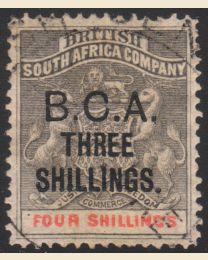 BRITISH
SOUTH AFRICA COMPANY
B.C.A.
THREE
SHILLINGS.
COMMERCE
FOUR SHILLINGS